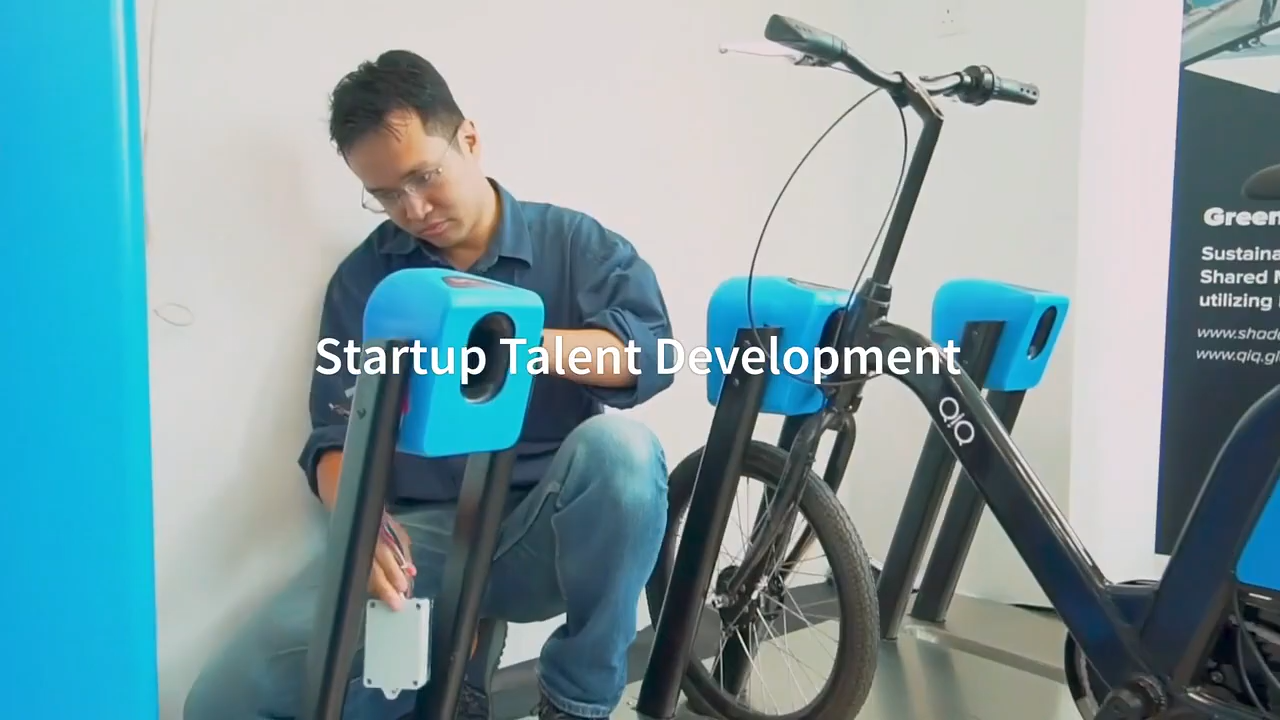 Startup Talent Development
Green
Sustaina
Shared
utilizing
www.shad
www.qiq.gl
QIQ